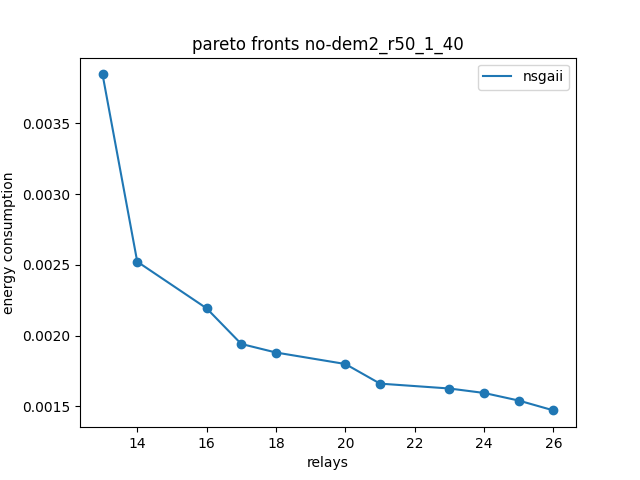 pareto fronts no-dem2_r50_1_40
nsgaii
energy consumption
0.0035
0.0030
0.0025
0.0020
0.0015
14 16 18 20 22 24 26
relays